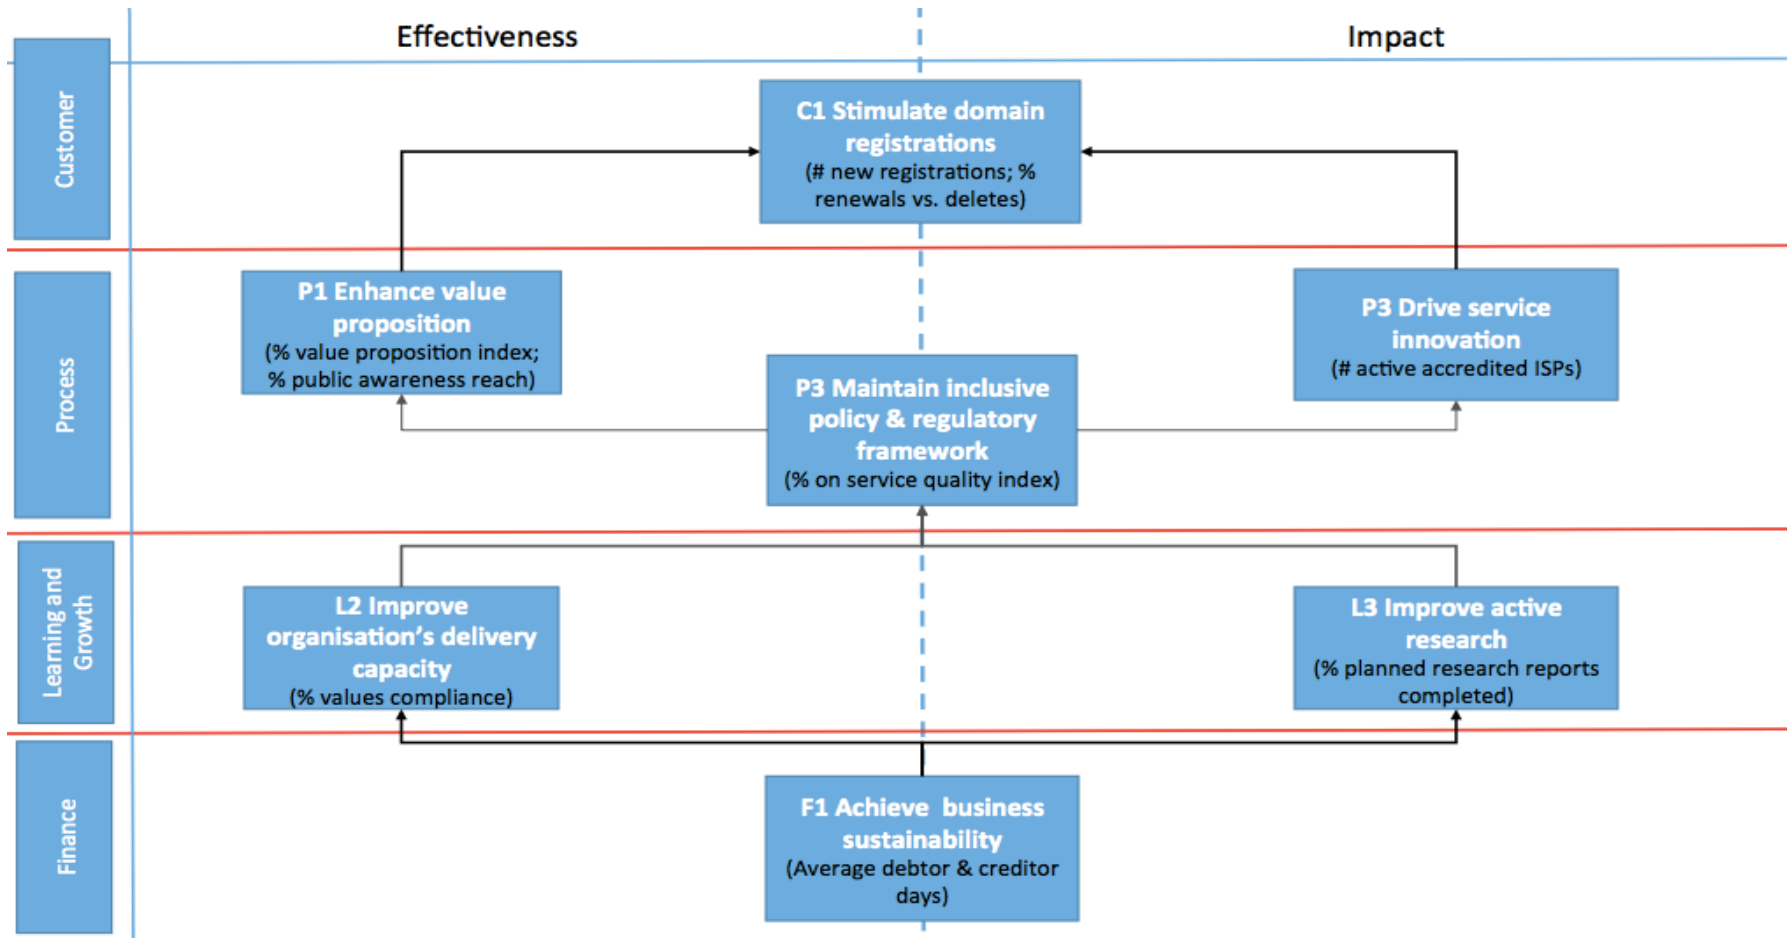 Effectiveness
Impact
Customer
C1 Stimulate domain
registrations
(# new registrations; %
renewals vs. deletes)
Process
P1 Enhance value
proposition
(% value proposition index;
% public awareness reach)
P3 Maintain inclusive
policy & regulatory
framework
(% on service quality index)
P3 Drive service
innovation
(# active accredited ISPs)
Learning and
Growth
L2 Improve
organisation’s delivery
capacity
(% values compliance)
L3 Improve active
research
(% planned research reports
completed)
Finance
F1 Achieve business
sustainability
(Average debtor & creditor
days)